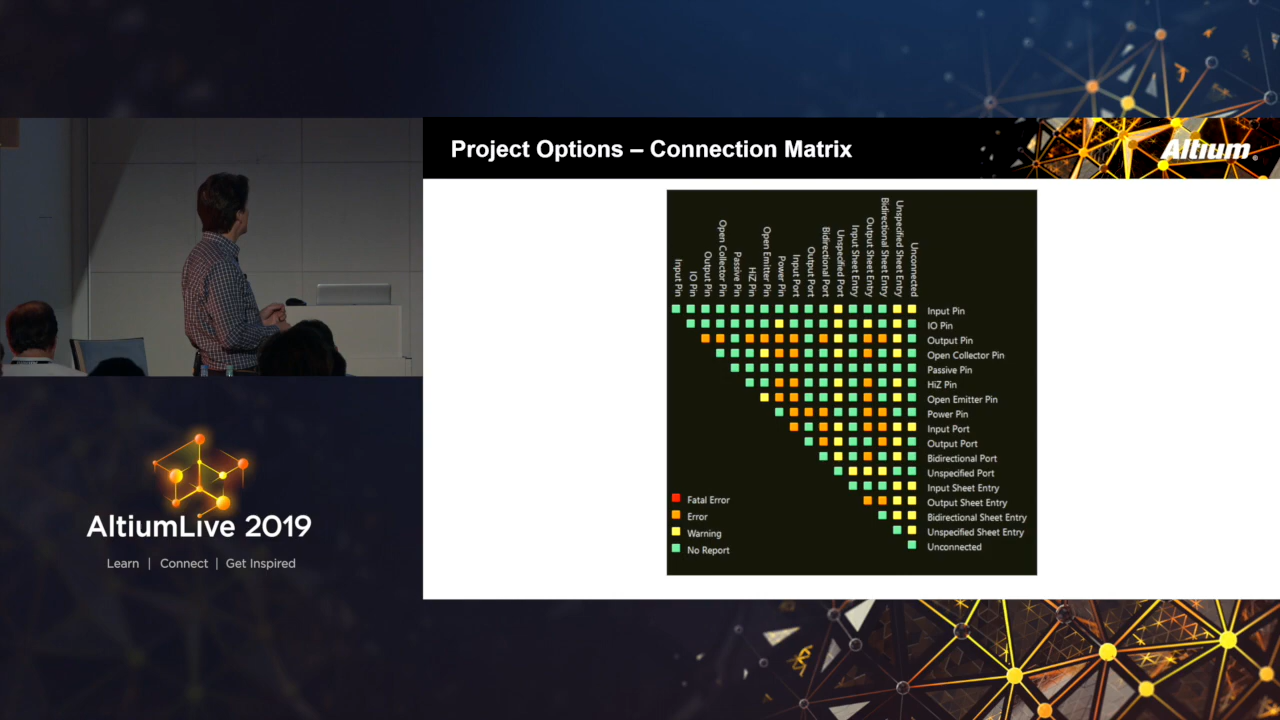 Project Options – Connection Matrix
Altium®
Input Pin
IO Pin
Output Pin
Open Collector Pin
Passive Pin
HiZ Pin
Open Emitter Pin
Power Pin
Input Port
Output Port
Bidirectional Port
Unspecified Port
Input Sheet Entry
Output Sheet Entry
Bidirectional Sheet Entry
Unspecified Sheet Entry
Unconnected
Input Pin
IO Pin
Output Pin
Open Collector Pin
Passive Pin
HiZ Pin
Open Emitter Pin
Power Pin
Input Port
Output Port
Bidirectional Port
Unspecified Port
Input Sheet Entry
Output Sheet Entry
Bidirectional Sheet Entry
Unspecified Sheet Entry
Unconnected
Fatal Error
Error
Warning
No Report
AltiumLive 2019
Learn | Connect | Get Inspired